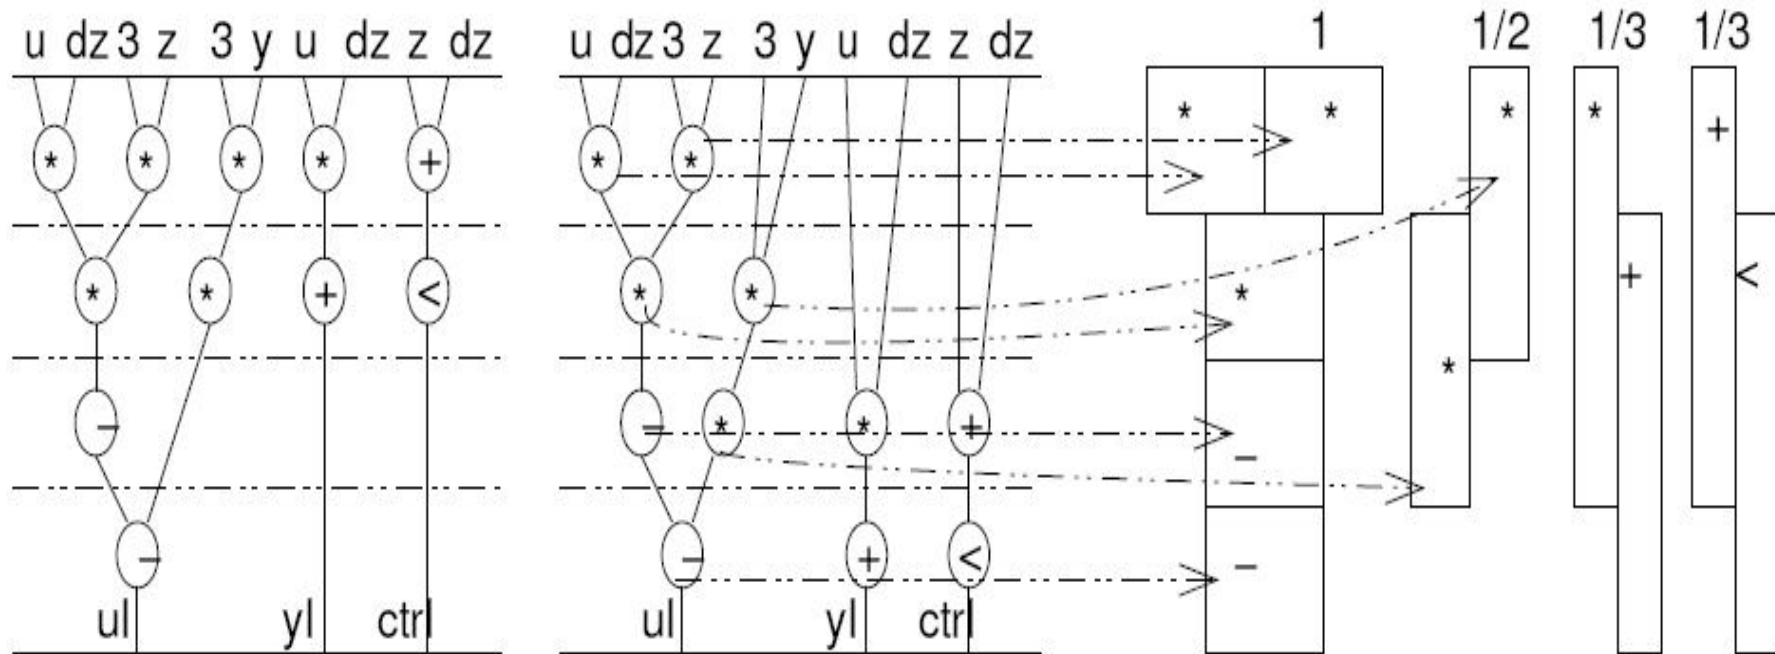 u dz 3 z 3 y u dz z dz
u dz 3 z 3 y u dz z dz
1 1/2 1/3 1/3
* * * * +
* * + <
-
-
ul yl ctrl
* *
* *
- * * +
- + <
ul yl ctrl
* *
*
-
-
*
*
*
+
+
<